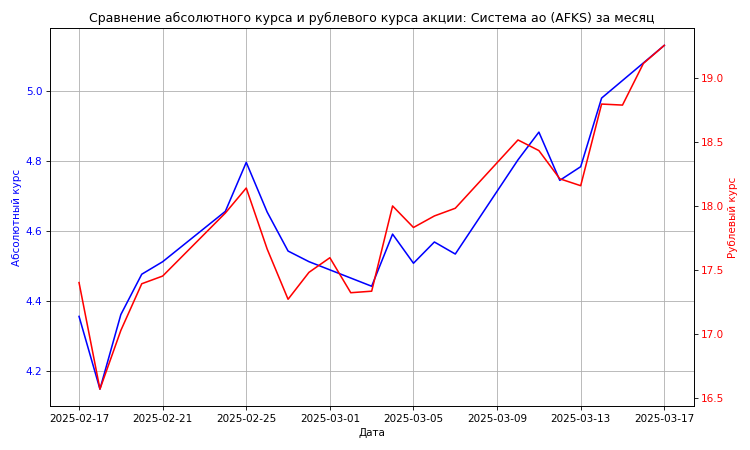 Сравнение абсолютного курса и рублевого курса акции: Система ао (AFKS) за месяц
Абсолютный курс
5.0
4.8
4.6
4.4
4.2
19.0
18.5
18.0
17.5
17.0
16.5
Рублевый курс
2025-02-17 2025-02-21 2025-02-25 2025-03-01 2025-03-05 2025-03-09 2025-03-13 2025-03-17
Дата